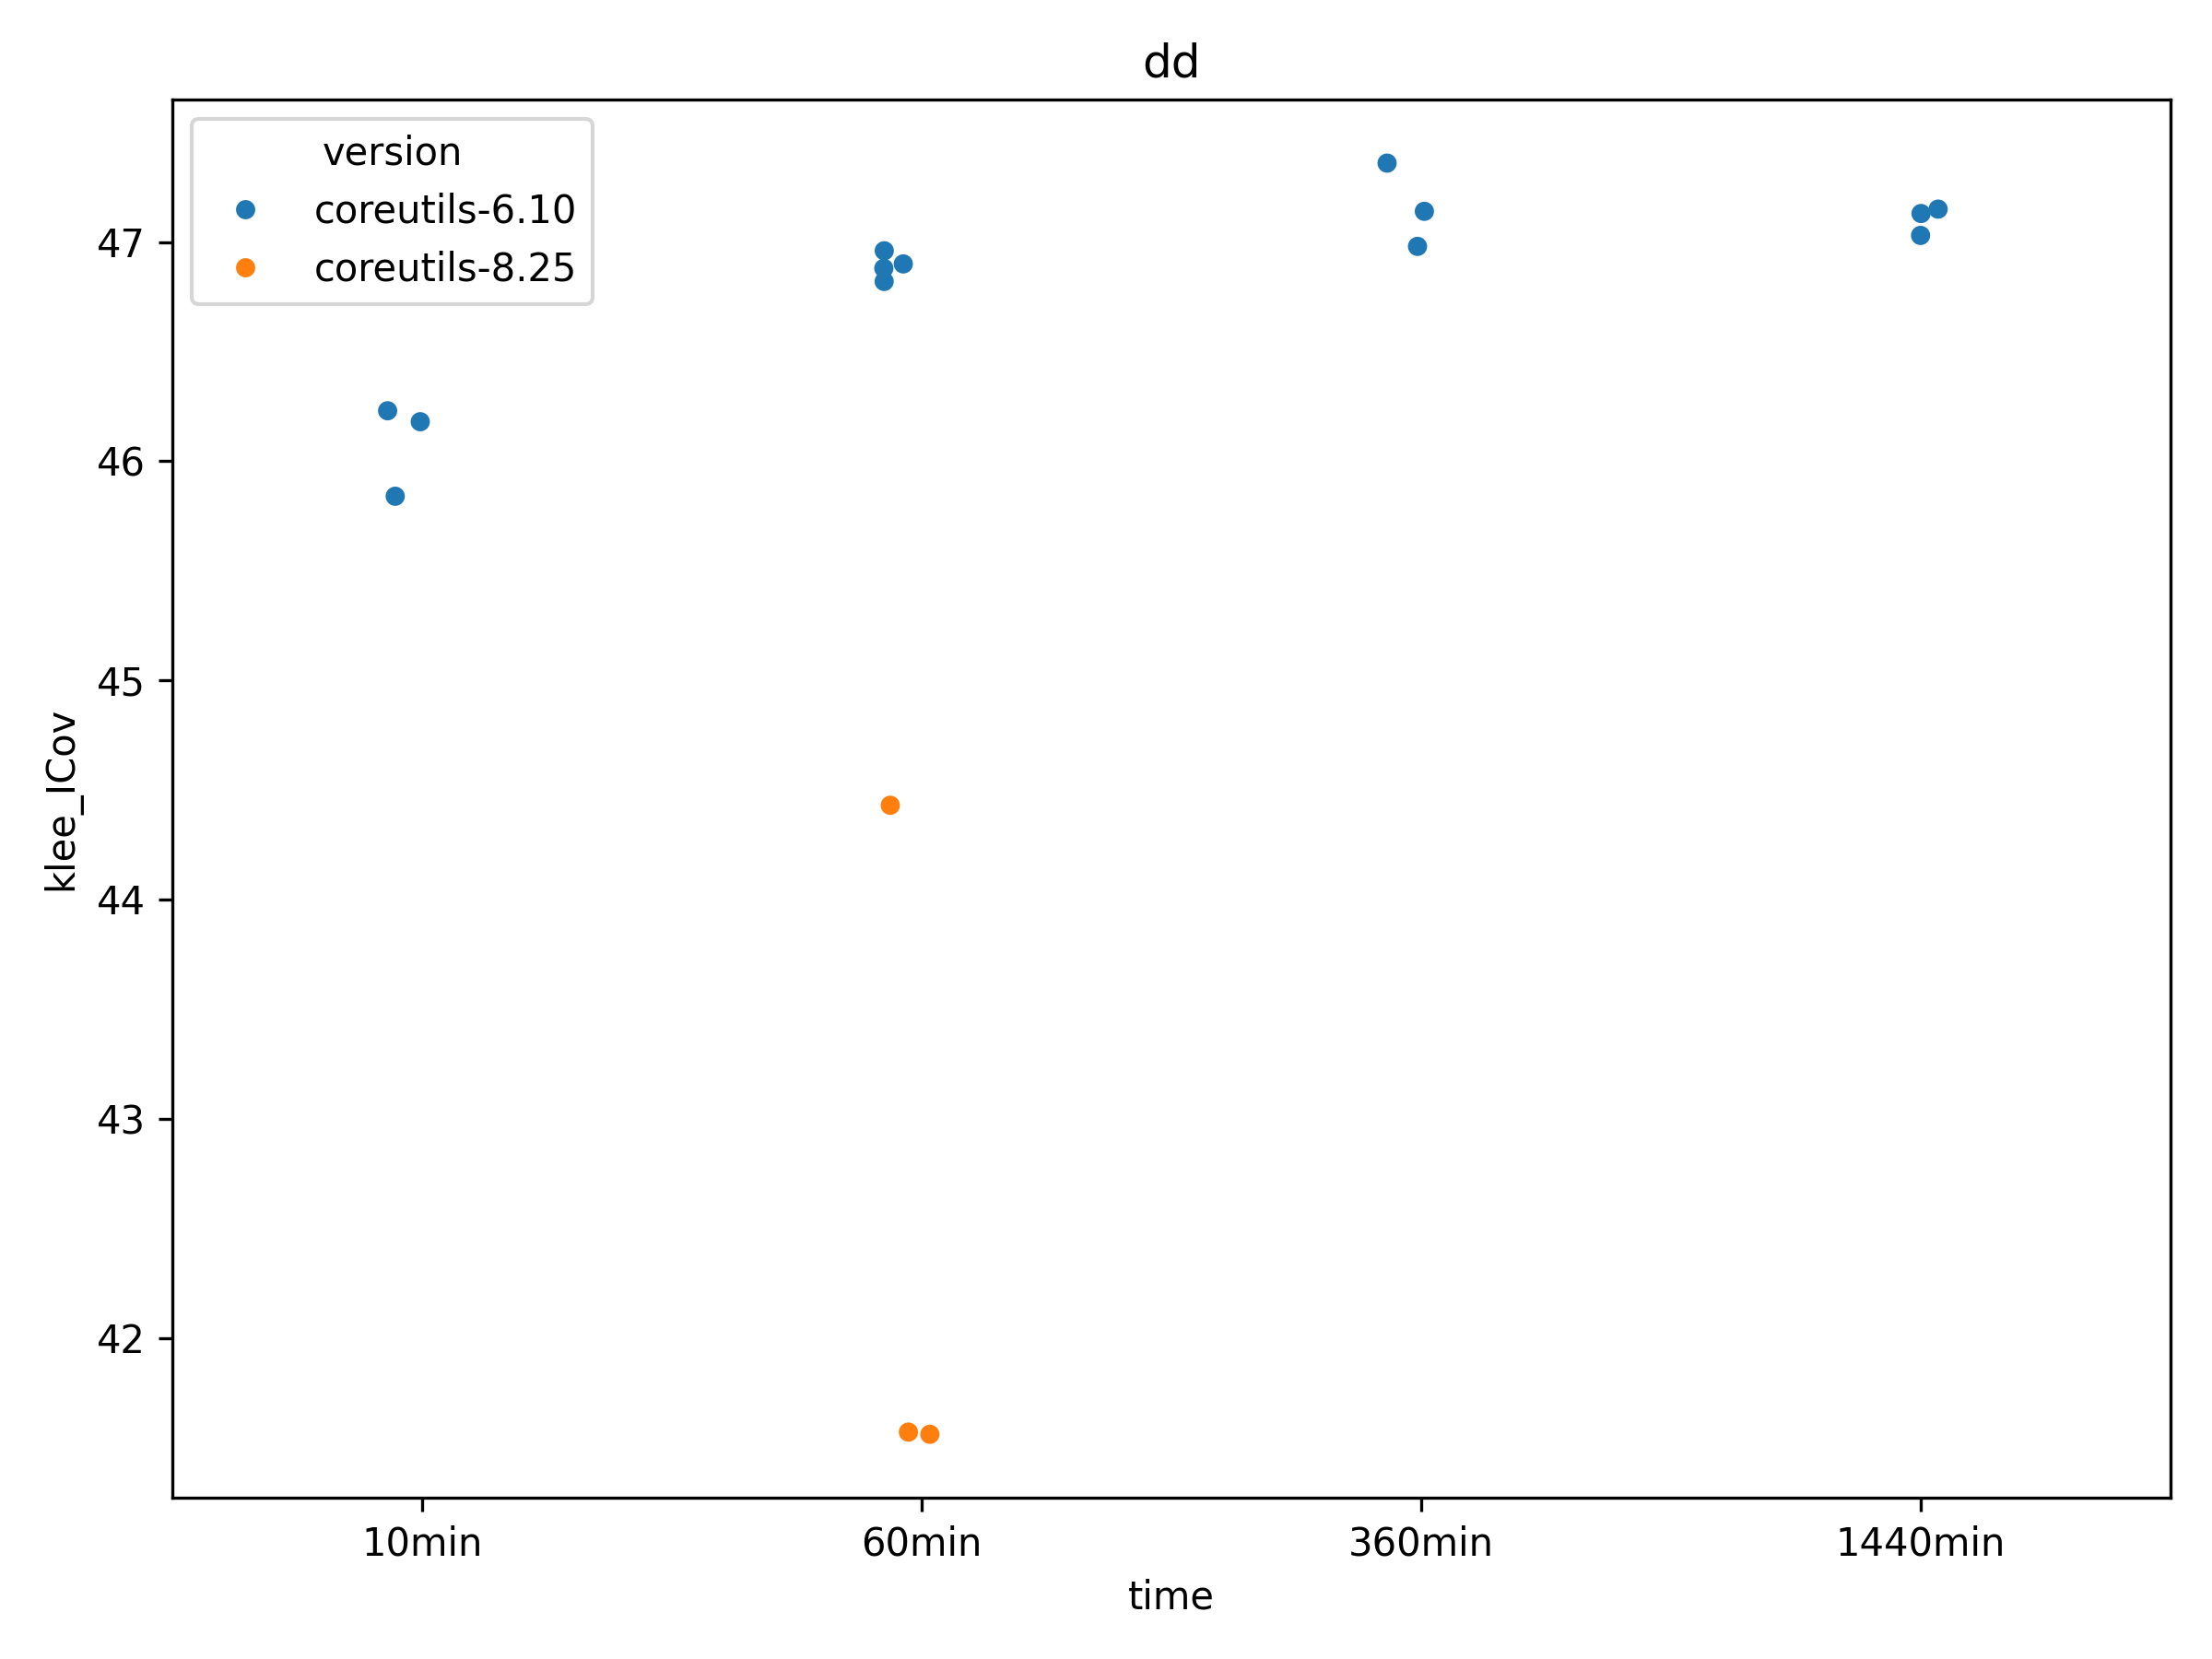 dd
version
coreutils-6.10
coreutils-8.25
47
46
45
44
43
42
klee_ICov
10min
60min
360min
1440min
time